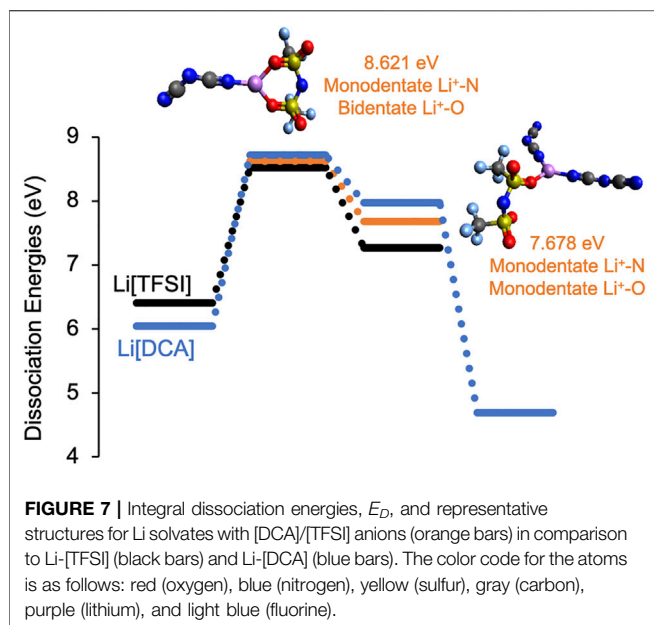 8.621 eV
Monodentate Li⁺-N
Bidentate Li⁺-O
9
8
7
6
5
4
Dissociation Energies (eV)
Li[TFSI]
Li[DCA]
7.678 eV
Monodentate Li⁺-N
Monodentate Li⁺-O
FIGURE 7 | Integral dissociation energies, E_D, and representative
structures for Li solvates with [DCA]/[TFSI] anions (orange bars) in comparison
to Li-[TFSI] (black bars) and Li-[DCA] (blue bars). The color code for the atoms
is as follows: red (oxygen), blue (nitrogen), yellow (sulfur), gray (carbon),
purple (lithium), and light blue (fluorine).